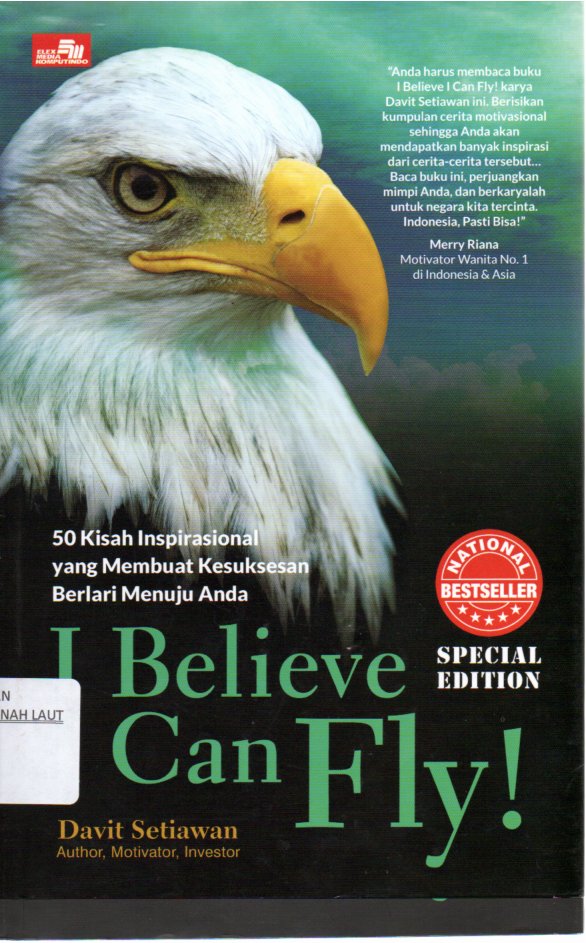 ELEX
MEDIA
KOMPUTINDO
“Anda harus membaca buku
I Believe I Can Fly! karya
Davit Setiawan ini. Berisikan
kumpulan cerita motivasional
sehingga Anda akan
mendapatkan banyak inspirasi
dari cerita-cerita tersebut...
Baca buku ini, perjuangkan
mimpi Anda, dan berkaryalah
untuk negara kita tercinta.
Indonesia, Pasti Bisa!”
Merry Riana
Motivator Wanita No. 1
di Indonesia & Asia
50 Kisah Inspirasional
yang Membuat Kesuksesan
Berlari Menuju Anda
NATIONAL
BESTSELLER
SPECIAL
EDITION
I Believe
Can Fly!
AN
NAH LAUT
Davit Setiawan
Author, Motivator, Investor